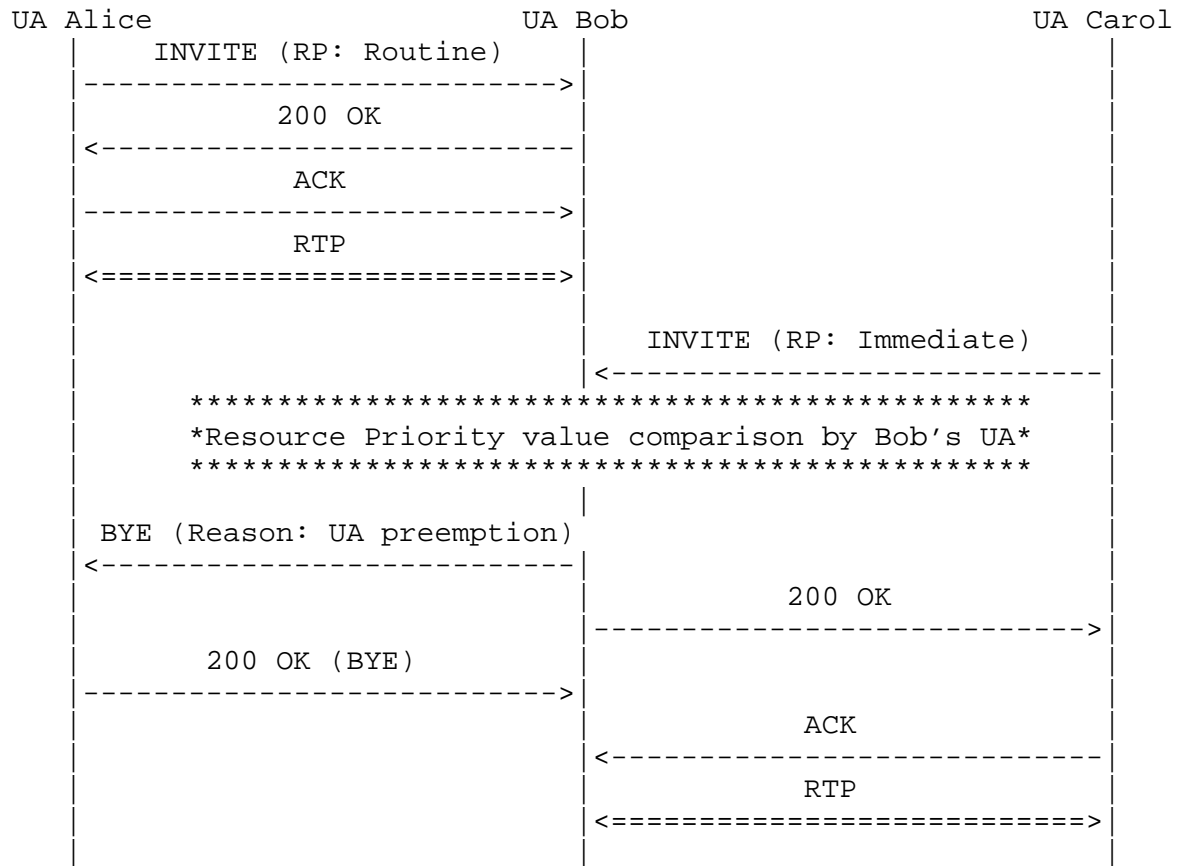 UA Alice UA Bob UA Carol
INVITE (RP: Routine)
200 OK
ACK
RTP
INVITE (RP: Immediate)
*Resource Priority value comparison by Bob's UA*
BYE (Reason: UA preemption)
200 OK
200 OK (BYE)
ACK
RTP